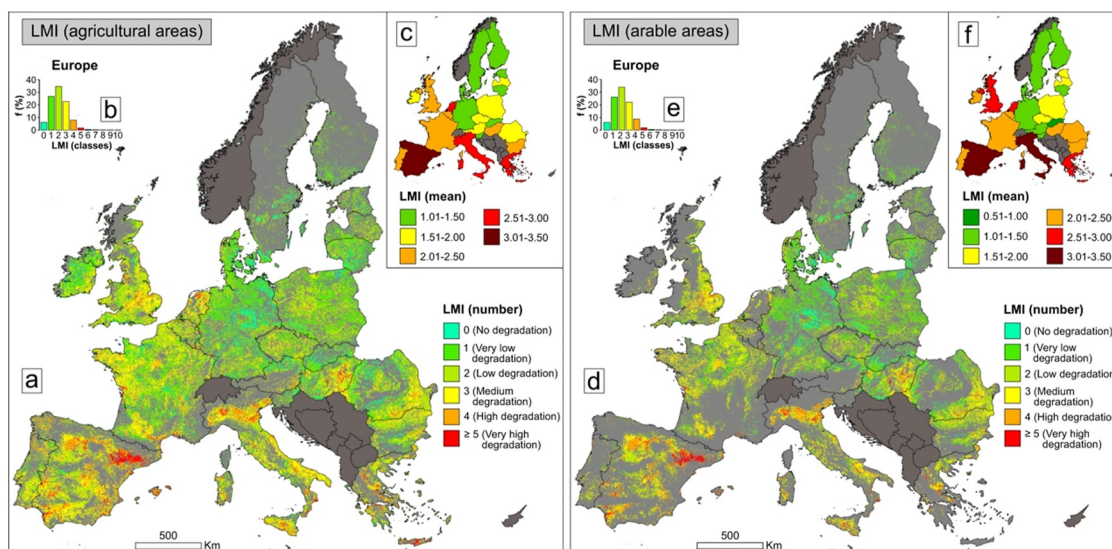 LMI (agricultural areas)
Europe
b
f (%)
40
30
20
10
0
0 1 2 3 4 5 6 7 8 9 10
LMI (classes)
c
LMI (mean)
1.01-1.50
1.51-2.00
2.01-2.50
2.51-3.00
3.01-3.50
LMI (number)
0 (No degradation)
1 (Very low
degradation)
2 (Low degradation)
3 (Medium
degradation)
4 (High degradation)
≥ 5 (Very high
degradation)
a
500
Km
LMI (arable areas)
Europe
e
f (%)
40
30
20
10
0
0 1 2 3 4 5 6 7 8 9 10
LMI (classes)
f
LMI (mean)
0.51-1.00
1.01-1.50
1.51-2.00
2.01-2.50
2.51-3.00
3.01-3.50
LMI (number)
0 (No degradation)
1 (Very low
degradation)
2 (Low degradation)
3 (Medium
degradation)
4 (High degradation)
≥ 5 (Very high
degradation)
d
500
Km